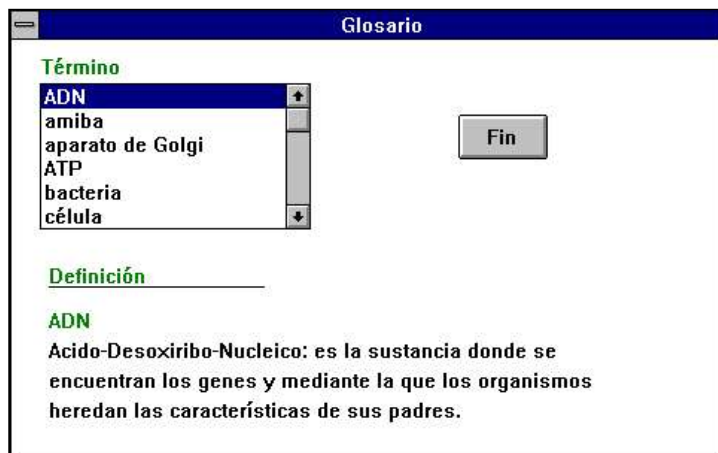 Glosario
Término
ADN
amiba
aparato de Golgi
ATP
bacteria
célula
Fin
Definición
ADN
Acido-Desoxiribo-Nucleico: es la sustancia donde se
encuentran los genes y mediante la que los organismos
heredan las características de sus padres.